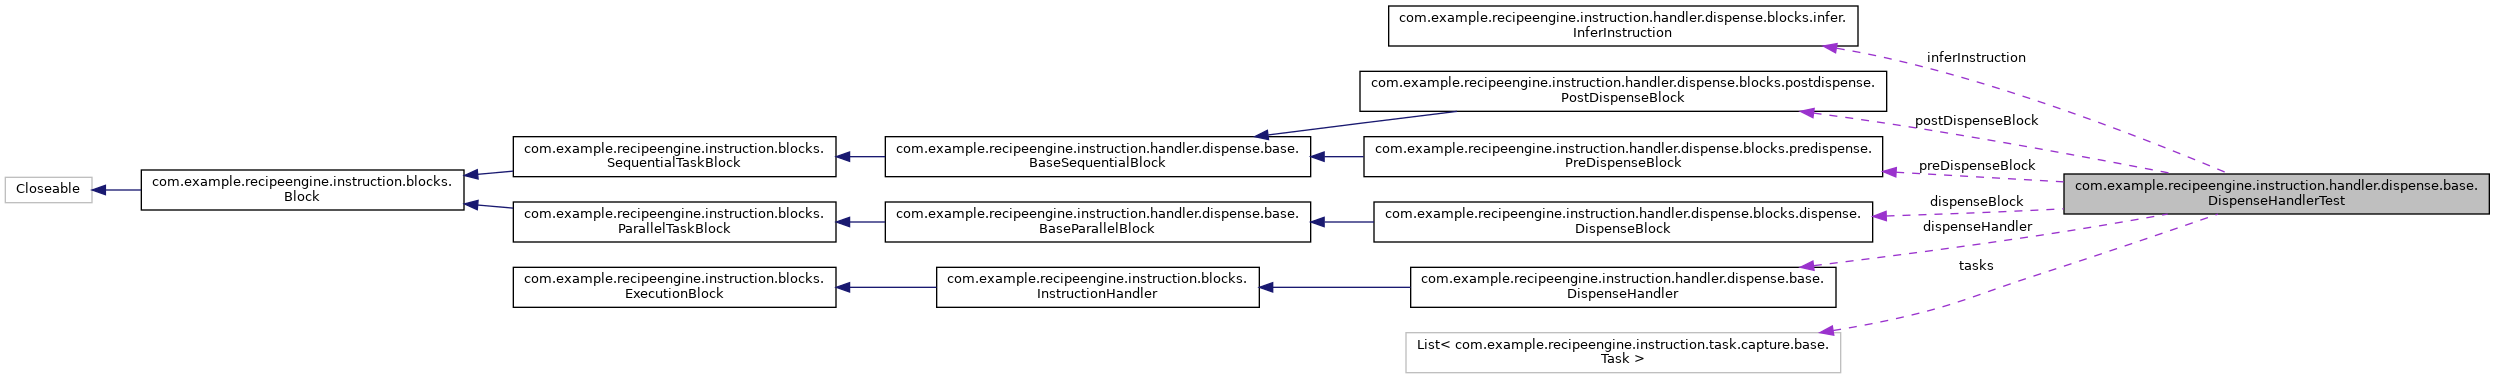 com.example.recipeengine.instruction.handler.dispense.blocks.infer.
InferInstruction
inferInstruction
com.example.recipeengine.instruction.handler.dispense.blocks.postdispense.
PostDispenseBlock
postDispenseBlock
com.example.recipeengine.instruction.blocks.
SequentialTaskBlock
com.example.recipeengine.instruction.handler.dispense.base.
BaseSequentialBlock
com.example.recipeengine.instruction.handler.dispense.blocks.predispense.
PreDispenseBlock
preDispenseBlock
Closeable
com.example.recipeengine.instruction.blocks.
Block
com.example.recipeengine.instruction.handler.dispense.base.
DispenseHandlerTest
com.example.recipeengine.instruction.blocks.
ParallelTaskBlock
com.example.recipeengine.instruction.handler.dispense.base.
BaseParallelBlock
com.example.recipeengine.instruction.handler.dispense.blocks.dispense.
DispenseBlock
dispenseBlock
dispenseHandler
com.example.recipeengine.instruction.blocks.
ExecutionBlock
com.example.recipeengine.instruction.blocks.
InstructionHandler
com.example.recipeengine.instruction.handler.dispense.base.
DispenseHandler
tasks
List< com.example.recipeengine.instruction.task.capture.base.
Task >